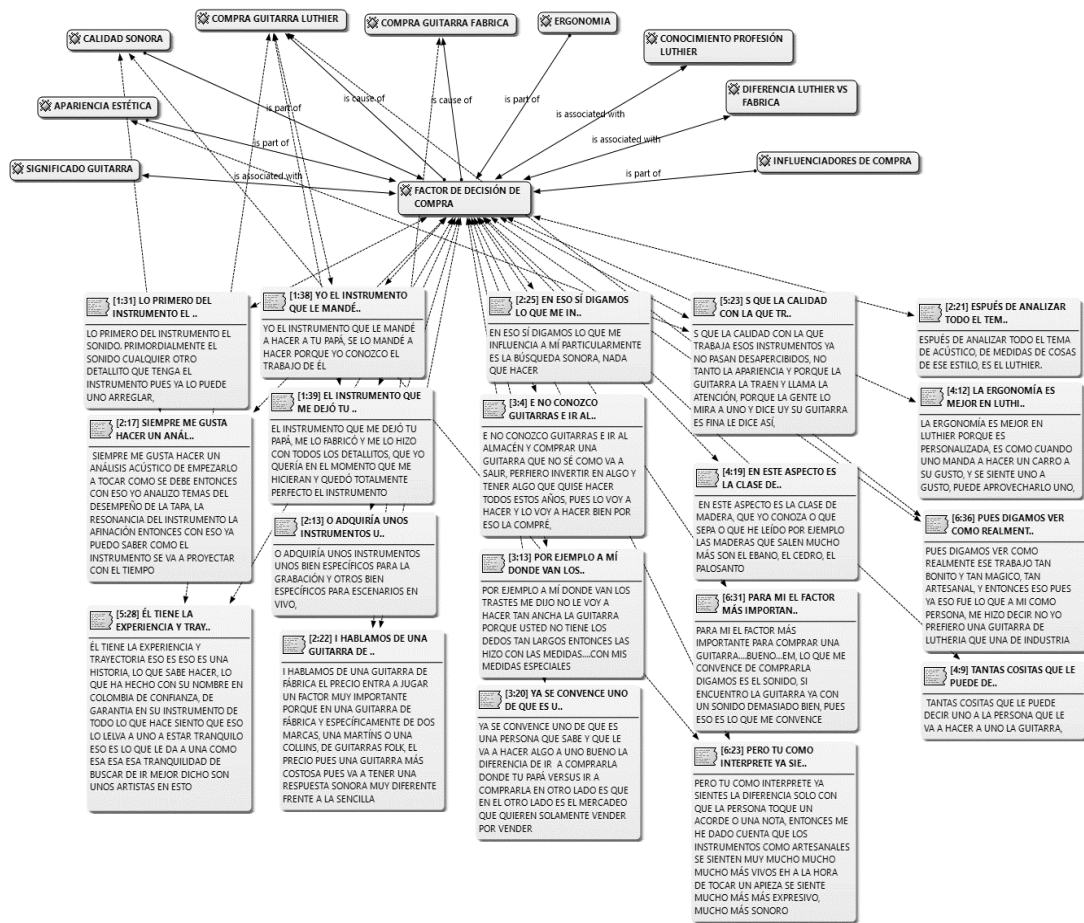 COMPRA GUITARRA LUTHIER
COMPRA GUITARRA FABRICA
ERGONOMIA
CALIDAD SONORA
CONOCIMIENTO PROFESIÓN
LUTHIER
APARIENCIA ESTÉTICA
DIFERENCIA LUTHIER VS
FABRICA
SIGNIFICADO GUITARRA
INFLUENCIADORES DE COMPRA
is cause of
is cause of
is part of
is part of
is associated with
is associated with
is part of
is associated with
is part of
FACTOR DE DECISIÓN DE
COMPRA
[1:31] LO PRIMERO DEL
INSTRUMENTO EL ..
LO PRIMERO DEL INSTRUMENTO EL
SONIDO. PRIMORDIALMENTE EL
SONIDO CUALQUIER OTRO
DETALLITO QUE TENGA EL
INSTRUMENTO PUES YA LO PUEDE
UNO ARREGLAR,
[2:17] SIEMPRE ME GUSTA
HACER UN ANÁL..
SIEMPRE ME GUSTA HACER UN
ANÁLISIS ACÚSTICO DE EMPEZARLO
A TOCAR COMO SE DEBE ENTONCES
CON ESO YO ANALIZO TEMAS DEL
DESEMPEÑO DE LA TAPA, LA
RESONANCIA DEL INSTRUMENTO LA
AFINACIÓN ENTONCES CON ESO YA
PUEDO SABER COMO EL
INSTRUMENTO SE VA A PROYECTAR
CON EL TIEMPO
[5:28] ÉL TIENE LA
EXPERIENCIA Y TRAY..
ÉL TIENE LA EXPERIENCIA Y
TRAYECTORIA ESO ES ESO ES UNA
HISTORIA, LO QUE SABE HACER, LO
QUE HA HECHO CON SU NOMBRE EN
COLOMBIA DE CONFIANZA, DE
GARANTIA EN SU INSTRUMENTO DE
TODO LO QUE HACE SIENTO QUE ESO
LO LELVA A UNO A ESTAR TRANQUILO
ESO ES LO QUE LE DA A UNA COMO
ESA ESA ESA TRANQUILIDAD DE
BUSCAR DE IR MEJOR DICHO SON
UNOS ARTISTAS EN ESTO
[1:38] YO EL INSTRUMENTO
QUE LE MANDÉ..
YO EL INSTRUMENTO QUE LE MANDÉ
A HACER A TU PAPÁ, SE LO MANDÉ A
HACER PORQUE YO CONOZCO EL
TRABAJO DE ÉL
[1:39] EL INSTRUMENTO QUE
ME DEJÓ TU ..
EL INSTRUMENTO QUE ME DEJÓ TU
PAPÁ, ME LO FABRICÓ Y ME LO HIZO
CON TODOS LOS DETALLITOS, QUE YO
QUERÍA EN EL MOMENTO QUE ME
HICIERAN Y QUEDÓ TOTALMENTE
PERFECTO EL INSTRUMENTO
[2:13] O ADQUIRÍA UNOS
INSTRUMENTOS U..
O ADQUIRÍA UNOS INSTRUMENTOS
UNOS BIEN ESPECÍFICOS PARA LA
GRABACIÓN Y OTROS BIEN
ESPECÍFICOS PARA ESCENARIOS EN
VIVO,
[2:22] I HABLAMOS DE UNA
GUITARRA DE ..
I HABLAMOS DE UNA GUITARRA DE
FÁBRICA EL PRECIO ENTRA A JUGAR
UN FACTOR MUY IMPORTANTE
PORQUE EN UNA GUITARRA DE
FÁBRICA Y ESPECÍFICAMENTE DE DOS
MARCAS, UNA MARTÍNS O UNA
COLLINS, DE GUITARRAS FOLK, EL
PRECIO PUES UNA GUITARRA MÁS
COSTOSA PUES VA A TENER UNA
RESPUESTA SONORA MUY DIFERENTE
FRENTE A LA SENCILLA
[2:25] EN ESO SÍ DIGAMOS
LO QUE ME IN..
EN ESO SÍ DIGAMOS LO QUE ME
INFLUENCIA A MÍ PARTICULARMENTE
ES LA BÚSQUEDA SONORA, NADA
QUE HACER
[3:4] E NO CONOZCO
GUITARRAS E IR AL..
E NO CONOZCO GUITARRAS E IR AL
ALMACÉN Y COMPRAR UNA
GUITARRA QUE NO SÉ COMO VA A
SALIR, PERFIERO INVERTIR EN ALGO Y
TENER ALGO QUE QUISE HACER
TODOS ESTOS AÑOS, PUES LO VOY A
HACER Y LO VOY A HACER BIEN POR
ESO LA COMPRÉ,
[3:13] POR EJEMPLO A MÍ
DONDE VAN LOS..
POR EJEMPLO A MÍ DONDE VAN LOS
TRASTES ME DIJO NO LE VOY A
HACER TAN ANCHA LA GUITARRA
PORQUE USTED NO TIENE LOS
DEDOS TAN LARGOS ENTONCES LAS
HIZO CON LAS MEDIDAS....CON MIS
MEDIDAS ESPECIALES
[3:20] YA SE CONVENCE UNO
DE QUE ES U..
YA SE CONVENCE UNO DE QUE ES
UNA PERSONA QUE SABE Y QUE LE
VA A HACER ALGO A UNO BUENO LA
DIFERENCIA DE IR A COMPRARLA
DONDE TU PAPÁ VERSUS IR A
COMPRARLA EN OTRO LADO ES QUE
EN EL OTRO LADO ES EL MERCADEO
QUE QUIEREN SOLAMENTE VENDER
POR VENDER
[5:23] S QUE LA CALIDAD
CON LA QUE TR..
S QUE LA CALIDAD CON LA QUE
TRABAJA ESOS INSTRUMENTOS YA
NO PASAN DESAPERCIBIDOS, NO
TANTO LA APARIENCIA Y PORQUE LA
GUITARRA LA TRAEN Y LLAMA LA
ATENCIÓN, PORQUE LA GENTE LO
MIRA A UNO Y DICE UY SU GUITARRA
ES FINA LE DICE ASÍ,
[4:19] EN ESTE ASPECTO ES
LA CLASE DE..
EN ESTE ASPECTO ES LA CLASE DE
MADERA, QUE YO CONOZA O QUE
SEPA O QUE HE LEÍDO POR EJEMPLO
LAS MADERAS QUE SALEN MUCHO
MÁS SON EL EBANO, EL CEDRO, EL
PALOSANTO
[6:31] PARA MI EL FACTOR
MÁS IMPORTAN..
PARA MI EL FACTOR MÁS
IMPORTANTE PARA COMPRAR UNA
GUITARRA....BUENO...EM, LO QUE ME
CONVENCE DE COMPRARLA
DIGAMOS ES EL SONIDO, SI
ENCUENTRO LA GUITARRA YA CON
UN SONIDO DEMASIADO BIEN, PUES
ESO ES LO QUE ME CONVENCE
[6:23] PERO TU COMO
INTERPRETE YA SIE..
PERO TU COMO INTERPRETE YA
SIENTES LA DIFERENCIA SOLO CON
QUE LA PERSONA TOQUE UN
ACORDE O UNA NOTA, ENTONCES ME
HE DADO CUENTA QUE LOS
INSTRUMENTOS COMO ARTESANALES
SE SIENTEN MUY MUCHO MUCHO
MUCHO MÁS VIVOS EH A LA HORA
DE TOCAR UN APIEZA SE SIENTE
MUCHO MAS MÁS EXPRESIVO,
MUCHO MÁS SONORO
[2:21] ESPUÉS DE ANALIZAR
TODO EL TEM..
ESPUÉS DE ANALIZAR TODO EL TEMA
DE ACÚSTICO, DE MEDIDAS DE COSAS
DE ESE ESTILO, ES EL LUTHIER.
[4:12] LA ERGONOMÍA ES
MEJOR EN LUTHI..
LA ERGONOMÍA ES MEJOR EN
LUTHIER PORQUE ES
PERSONALIZADA, ES COMO CUANDO
UNO MANDA A HACER UN CARRO A
SU GUSTO, Y SE SIENTE UNO A
GUSTO, PUEDE APROVECHARLO UNO,
[6:36] PUES DIGAMOS VER
COMO REALMENT..
PUES DIGAMOS VER COMO
REALMENTE ESE TRABAJO TAN
BONITO Y TAN MAGICO, TAN
ARTESANAL, Y ENTONCES ESO PUES
YA ESO FUE LO QUE A MI COMO
PERSONA, ME HIZO DECIR NO YO
PREFIERO UNA GUITARRA DE
LUTHERIA QUE UNA DE INDUSTRIA
[4:9] TANTAS COSITAS QUE LE
PUEDE DE..
TANTAS COSITAS QUE LE PUEDE
DECIR UNO A LA PERSONA QUE LE
VA A HACER A UNO LA GUITARRA,